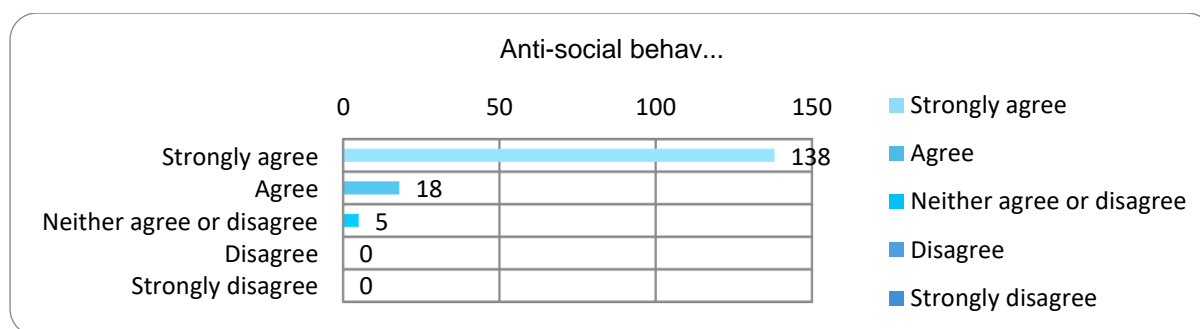 Anti-social behav...
0 50 100 150
Strongly agree 138
Agree 18
Neither agree or disagree 5
Disagree 0
Strongly disagree 0
Strongly agree
Agree
Neither agree or disagree
Disagree
Strongly disagree